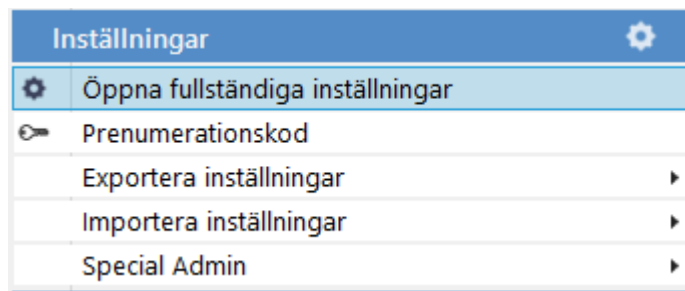 Inställningar
Öppna fullständiga inställningar
Prenumerationskod
Exportera inställningar
Importera inställningar
Special Admin